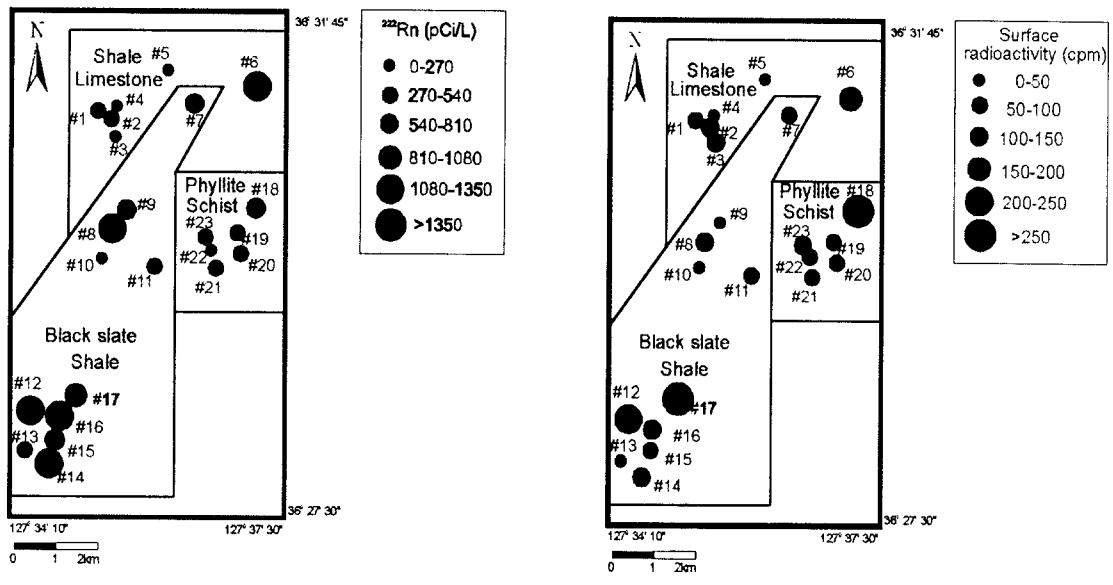 36 31 45
N
Shale
Limestone
#5
#6
#4
#1
#2
#7
#3
Phyllite
Schist
#18
#9
#8
#23
#19
#22
#20
#10
#11
#21
Black slate
Shale
#12
#17
#16
#13
#15
#14
36° 27 30"
127° 34 10"
127° 37 30"
0 1 2km
²²²Rn (pCi/L)
0-270
270-540
540-810
810-1080
1080-1350
>1350
36 31 45
N
Shale
Limestone
#5
#6
#4
#1
#2
#7
#3
Phyllite
Schist
#18
#9
#8
#23
#19
#22
#20
#10
#11
#21
Black slate
Shale
#12
#17
#16
#13
#15
#14
36° 27 30"
127° 34 10"
127° 37 30"
0 1 2km
Surface
radioactivity (cpm)
0-50
50-100
100-150
150-200
200-250
>250